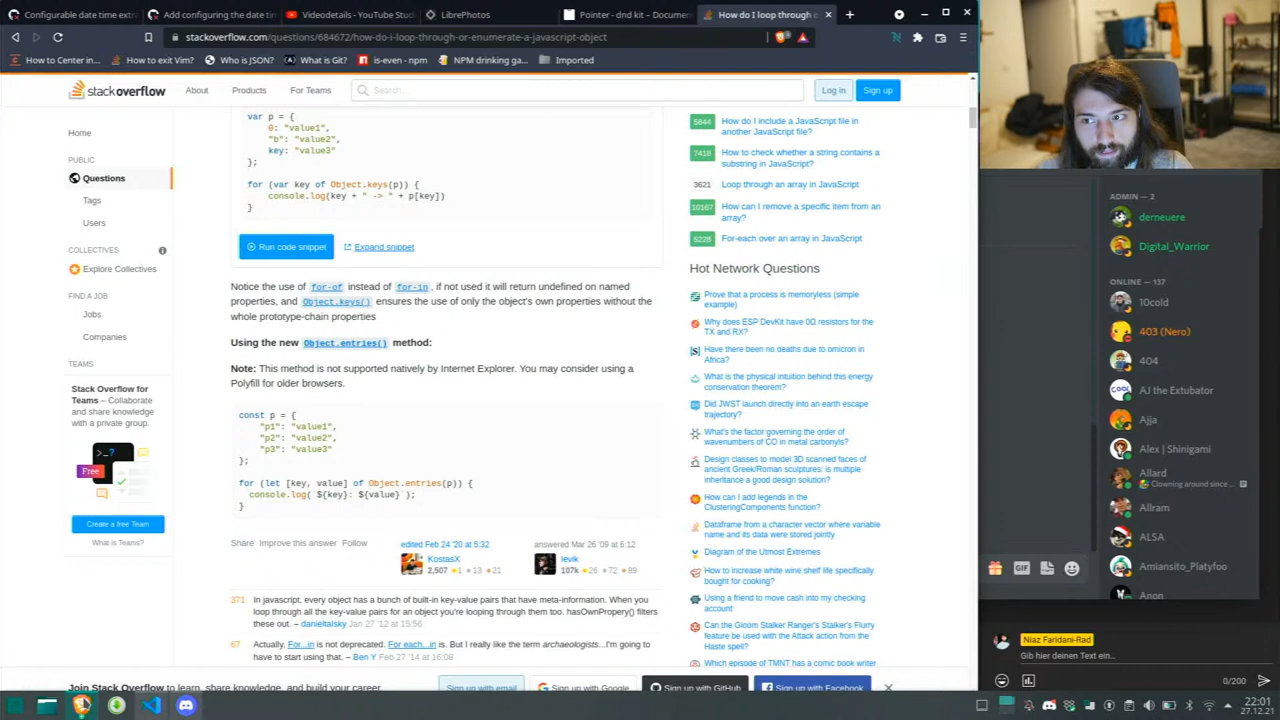 Configurable date time extra
Add configuring the date tim
Videodetails - YouTube Studi
LibrePhotos
Pointer - dnd kit – Documen
How do I loop through o
stackoverflow.com/questions/684672/how-do-i-loop-through-or-enumerate-a-javascript-object
How to Center in...
How to exit Vim?
Who is JSON?
What is Git?
is-even - npm
NPM drinking ga...
Imported
stackoverflow
About
Products
For Teams
Search...
Log in
Sign up
Home
PUBLIC
Questions
Tags
Users
COLLECTIVES
Explore Collectives
FIND A JOB
Jobs
Companies
TEAMS
Stack Overflow for
Teams – Collaborate
and share knowledge
with a private group.
>_?
Free
Create a free Team
What is Teams?
var p = {
0: "value1",
"b": "value2",
key: "value3"
};
for (var key of Object.keys(p)) {
console.log(key + " -> " + p[key])
}
Run code snippet
Expand snippet
Notice the use of for-of instead of for-in, if not used it will return undefined on named
properties, and Object.keys() ensures the use of only the object's own properties without the
whole prototype-chain properties
Using the new Object.entries() method:
Note: This method is not supported natively by Internet Explorer. You may consider using a
Polyfill for older browsers.
const p = {
"p1": "value1",
"p2": "value2",
"p3": "value3"
};
for (let [key, value] of Object.entries(p)) {
console.log(`${key}: ${value}`);
}
Share Improve this answer Follow
edited Feb 24 '20 at 5:32
KostasX
2,507 1 13 21
answered Mar 26 '09 at 6:12
levik
107k 26 72 89
371 In javascript, every object has a bunch of built-in key-value pairs that have meta-information. When you
loop through all the key-value pairs for an object you're looping through them too. hasOwnPropery() filters
these out. – danieltalsky Jan 27 '12 at 15:56
67 Actually, For...in is not deprecated. For each...in is. But I really like the term archaeologists...I'm going to
have to start using that. – Ben Y Feb 27 '14 at 16:08
5844 How do I include a JavaScript file in
another JavaScript file?
7418 How to check whether a string contains a
substring in JavaScript?
3621 Loop through an array in JavaScript
10167 How can I remove a specific item from an
array?
5228 For-each over an array in JavaScript
Hot Network Questions
Prove that a process is memoryless (simple
example)
Why does ESP DevKit have 0Ω resistors for the
TX and RX?
Have there been no deaths due to omicron in
Africa?
What is the physical intuition behind this energy
conservation theorem?
Did JWST launch directly into an earth escape
trajectory?
What's the factor governing the order of
wavenumbers of CO in metal carbonyls?
Design classes to model 3D scanned faces of
ancient Greek/Roman sculptures: is multiple
inheritance a good design solution?
How can I add legends in the
ClusteringComponents function?
Dataframe from a character vector where variable
name and its data were stored jointly
Diagram of the Utmost Extremes
How to increase white wine shelf life specifically
bought for cooking?
Using a friend to move cash into my checking
account
Can the Gloom Stalker Ranger's Stalker's Flurry
feature be used with the Attack action from the
Haste spell?
Which episode of TMNT has a comic book writer
Join Stack Overflow to learn, share knowledge, and build your career.
Sign up with email
Sign up with Google
Sign up with GitHub
Sign up with Facebook
ADMIN — 2
derneuere
Digital_Warrior
ONLINE — 137
10cold
403 (Nero)
404
AJ the Extubator
Ajja
Alex | Shinigami
Allard
Clowning around since ...
Allram
ALSA
Amiansito_Platyfoo
Anon
GIF
Niaz Faridani-Rad
Gib hier deinen Text ein...
0/200
22:01
27.12.21